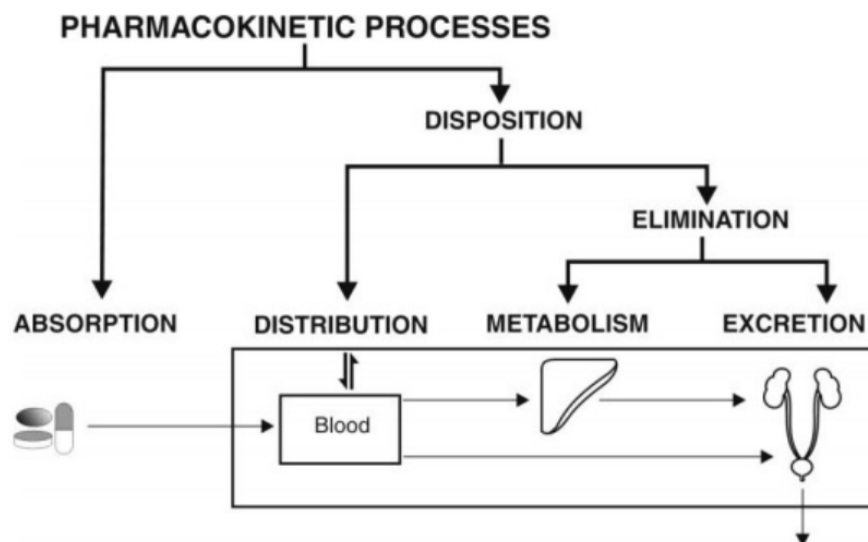 PHARMACOKINETIC PROCESSES
DISPOSITION
ELIMINATION
ABSORPTION DISTRIBUTION METABOLISM EXCRETION
Blood